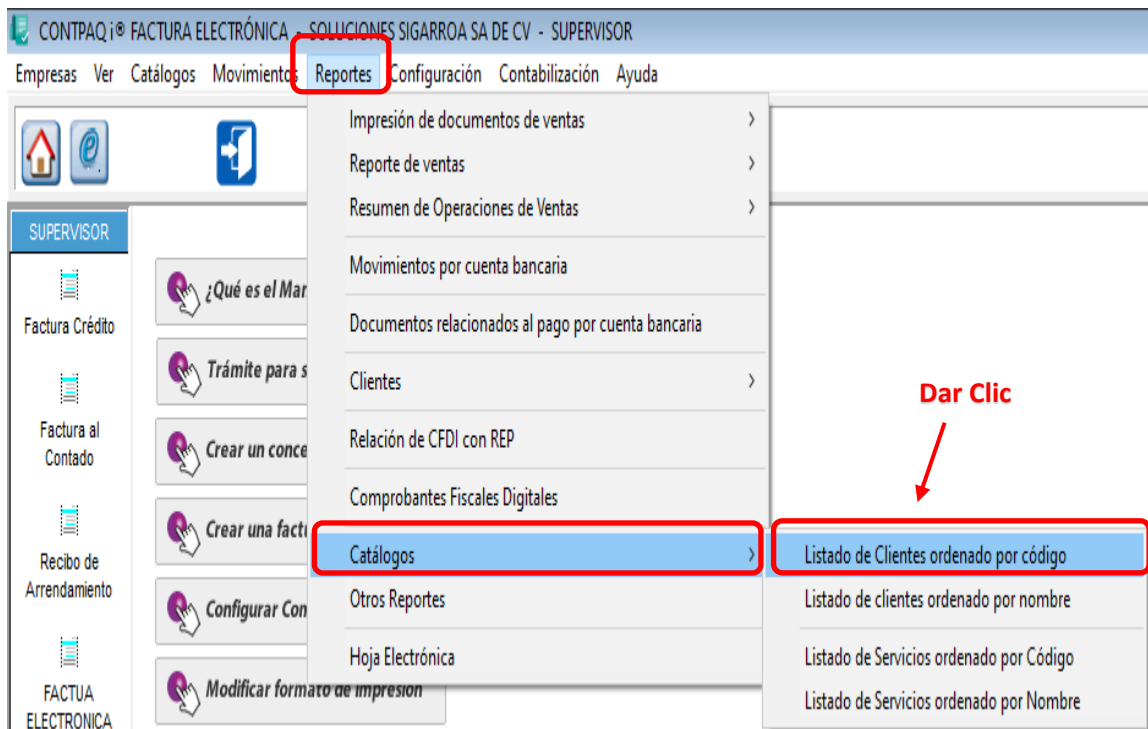 CONTPAQ i® FACTURA ELECTRÓNICA - SOLUCIONES SIGARROA SA DE CV - SUPERVISOR
Empresas Ver Catálogos Movimientos Reportes Configuración Contabilización Ayuda
Impresión de documentos de ventas
Reporte de ventas
Resumen de Operaciones de Ventas
Movimientos por cuenta bancaria
Documentos relacionados al pago por cuenta bancaria
Clientes
Relación de CFDI con REP
Comprobantes Fiscales Digitales
Catálogos
Otros Reportes
Hoja Electrónica
Dar Clic
Listado de Clientes ordenado por código
Listado de clientes ordenado por nombre
Listado de Servicios ordenado por Código
Listado de Servicios ordenado por Nombre
SUPERVISOR
Factura Crédito
Factura al
Contado
Recibo de
Arrendamiento
FACTUA
ELECTRONICA
¿Qué es el Mar
Trámite para s
Crear un conce
Crear una factu
Configurar Con
Modificar formato de impresión